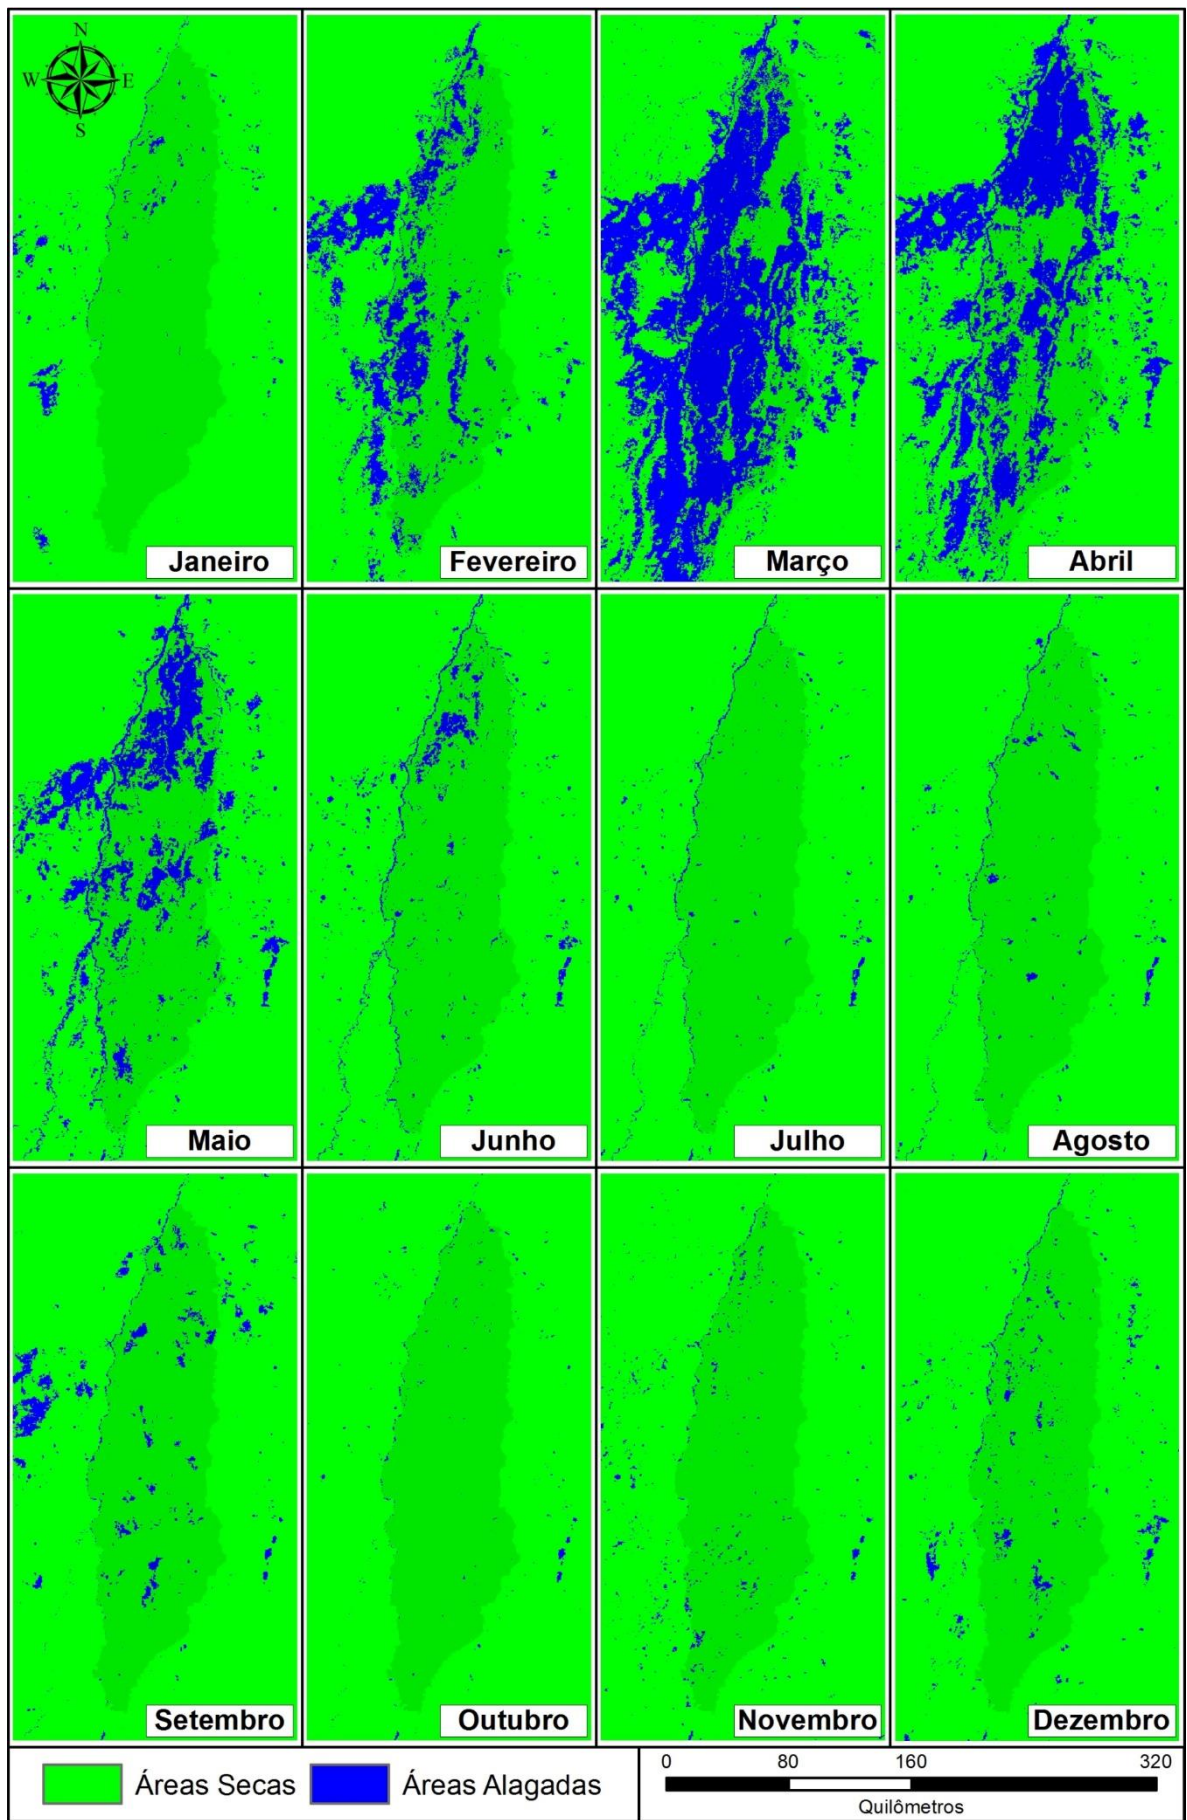 N
W E
S
Janeiro
Fevereiro
Março
Abril
Maio
Junho
Julho
Agosto
Setembro
Outubro
Novembro
Dezembro
Áreas Secas
Áreas Alagadas
0 80 160 320
Quilômetros